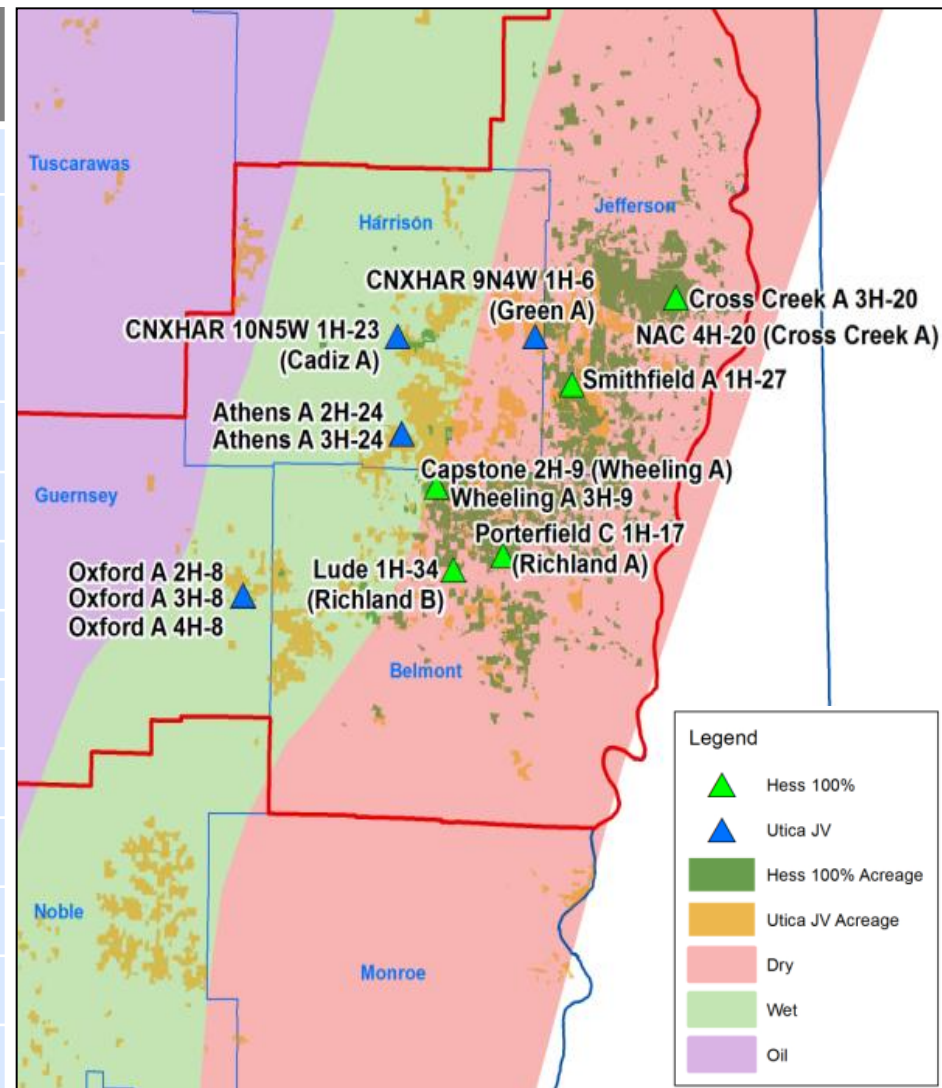 Tuscarawas
Harrison
Jefferson
CNXHAR 9N4W 1H-6
(Green A)
Cross Creek A 3H-20
NAC 4H-20 (Cross Creek A)
CNXHAR 10N5W 1H-23
(Cadiz A)
Smithfield A 1H-27
Athens A 2H-24
Athens A 3H-24
Capstone 2H-9 (Wheeling A)
Wheeling A 3H-9
Guernsey
Porterfield C 1H-17
(Richland A)
Lude 1H-34
(Richland B)
Oxford A 2H-8
Oxford A 3H-8
Oxford A 4H-8
Belmont
Noble
Monroe
Legend
Hess 100%
Utica JV
Hess 100% Acreage
Utica JV Acreage
Dry
Wet
Oil